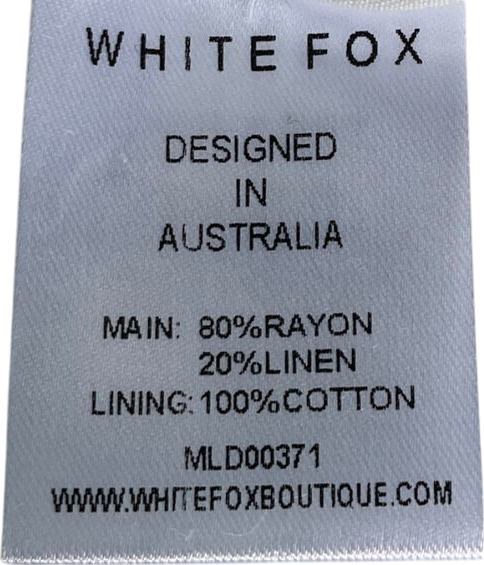 WHITE FOX
DESIGNED
IN
AUSTRALIA
MAIN: 80%RAYON
20%LINEN
LINING:100%COTTON
MLD00371
WWW.WHITEFOXBOUTIQUE.COM